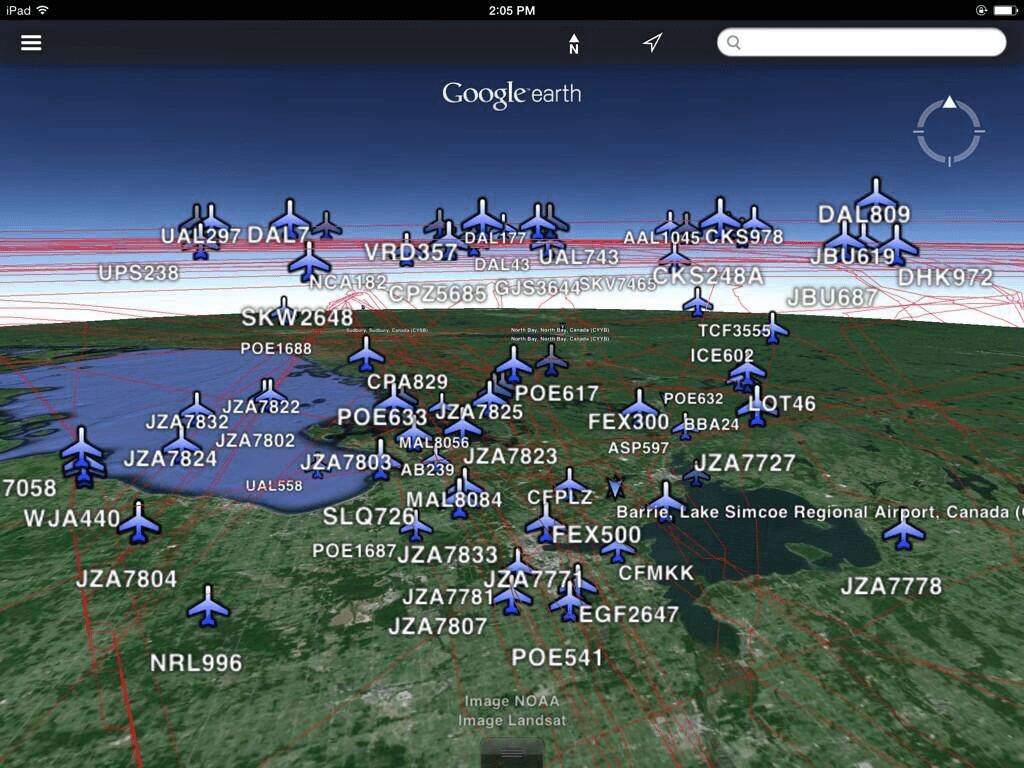 iPad 2:05 PM
N
Google earth
DAL809
UAL297 DAL7
VRD357 DAL177 UAL743 AAL1045 CKS978
JBU619
UPS238 NCA182 DAL43 CKS248A DHK972
CPZ5685 GJS3644 SKV7465 JBU687
SKW2648
Sudbury, Sudbury, Canada (CYSB)
North Bay, North Bay, Canada (CYYB)
North Bay, North Bay, Canada (CYYB)
TCF3555
POE1688 ICE602
CPA829
POE617
JZA7822 POE633 JZA7825 POE632 LOT46
JZA7832 FEX300 BBA24
JZA7802 MAL8056 ASP597
JZA7824 JZA7803 AB239 JZA7823 JZA7727
7058 UAL558 MAL8084 CFPLZ
WJA440 SLQ726 Barrie, Lake Simcoe Regional Airport, Canada (
FEX500
POE1687 JZA7833
JZA7804 JZA7771 CFMKK JZA7778
JZA7781
EGF2647
JZA7807
NRL996 POE541
Image NOAA
Image Landsat